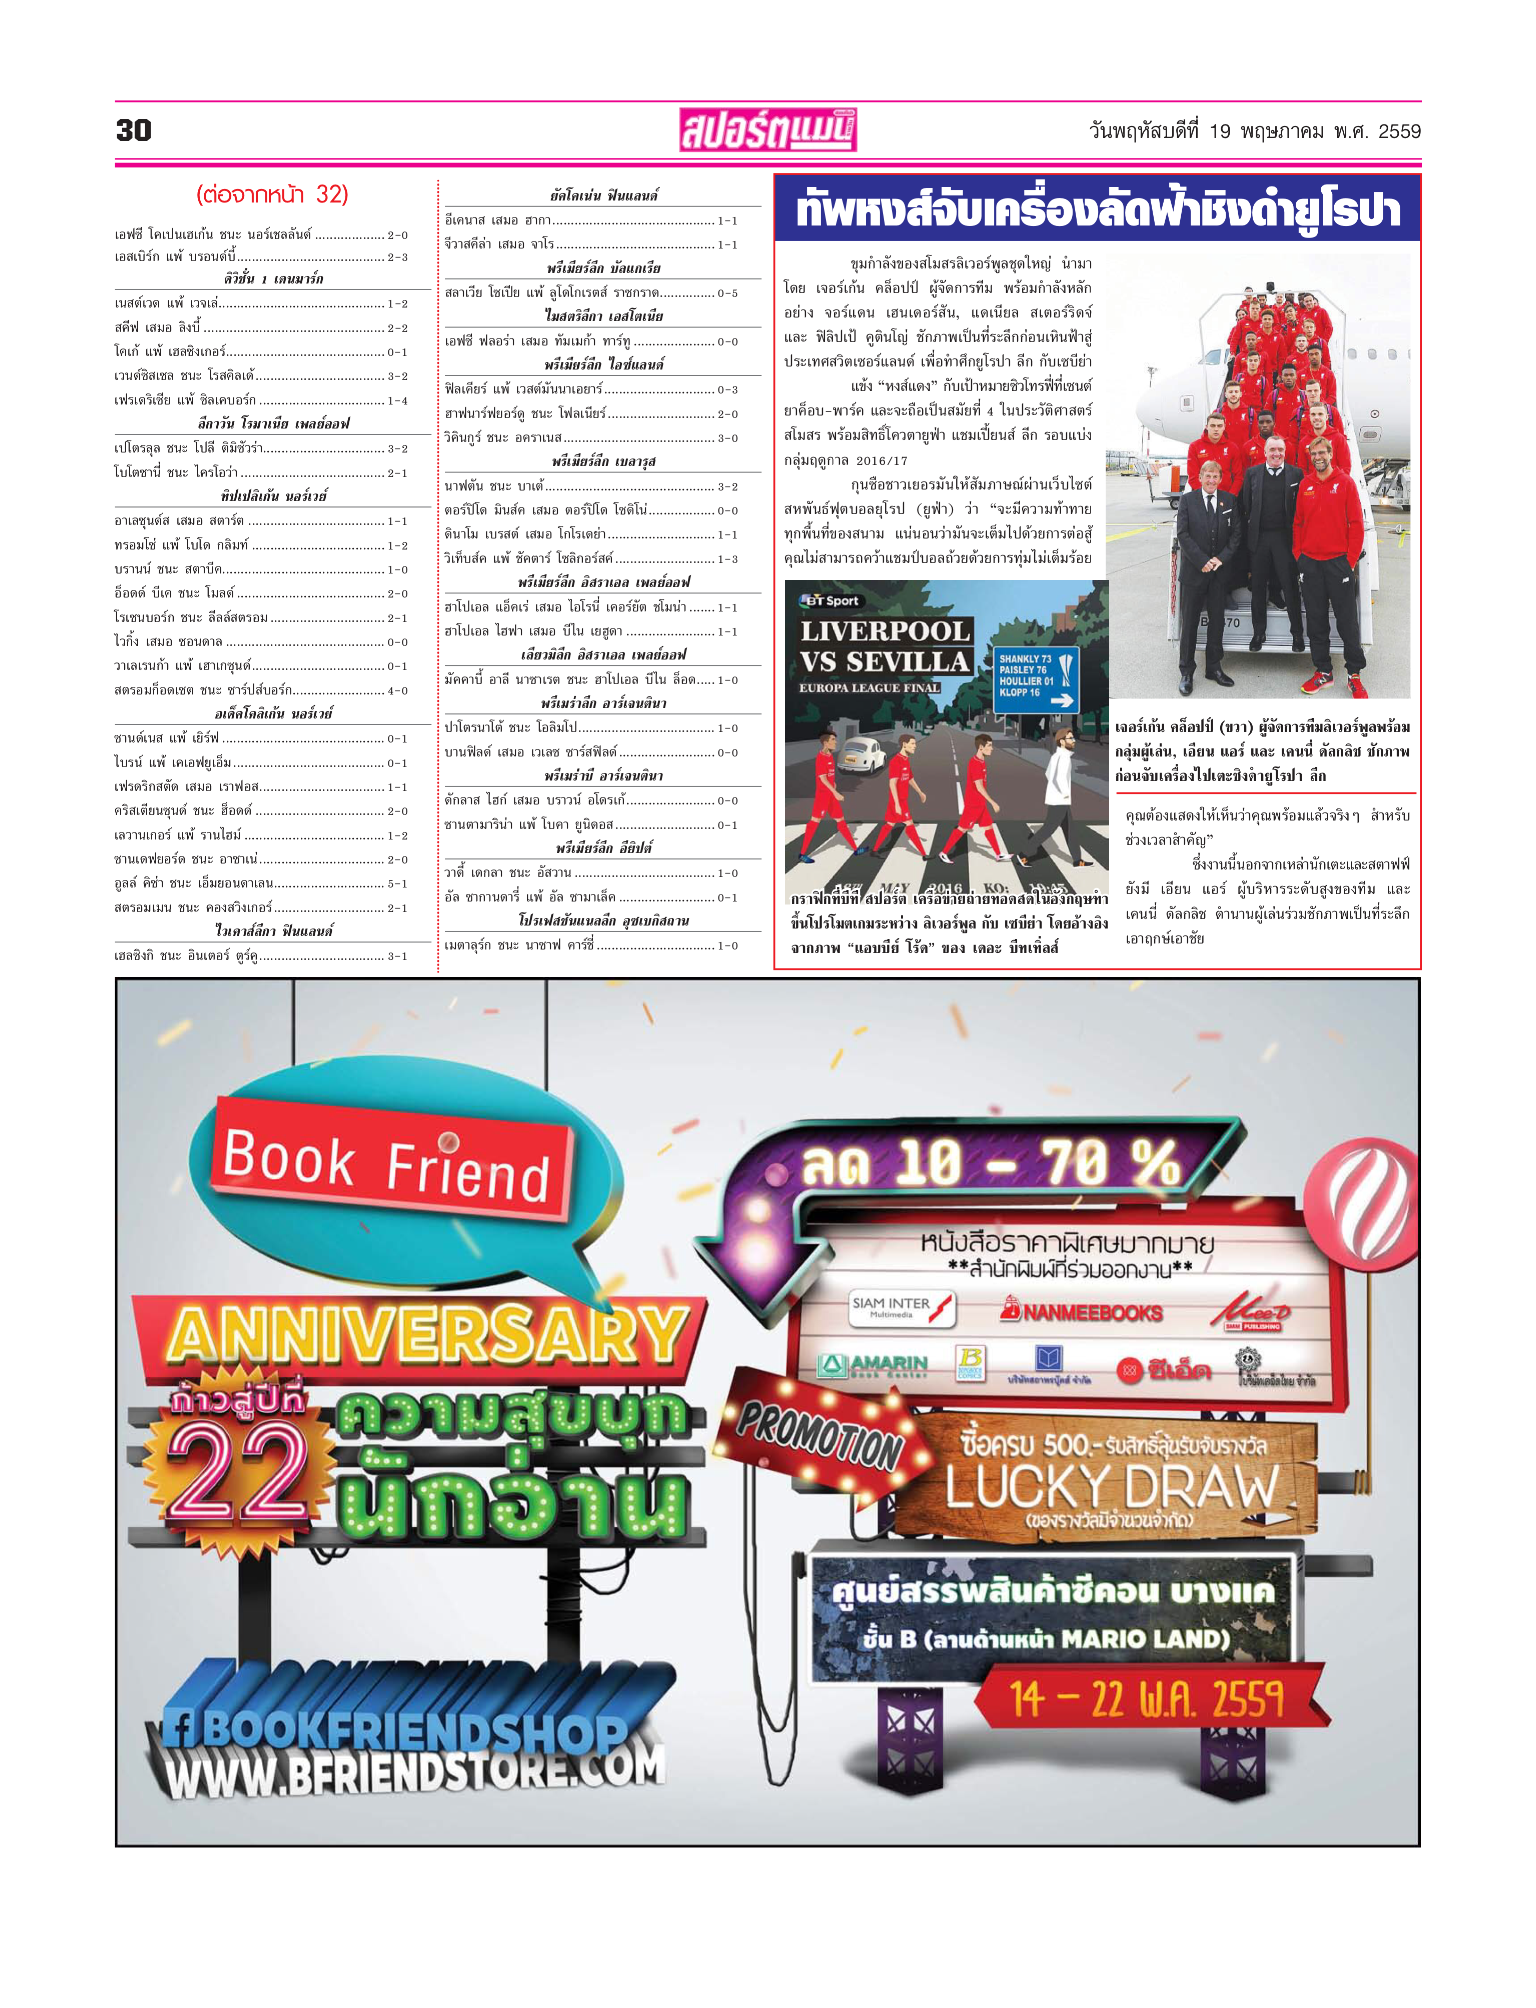 30
สปอร์ตแมน
วันพฤหัสบดีที่ 19 พฤษภาคม พ.ศ. 2559
(ต่อจากหน้า 32)
เอฟซี โคเปนเฮเก้น ชนะ นอร์เชลลันด์ .................. 2-0
เอสเบิร์ก แพ้ บรอนด์บี้...................................... 2-3
ดิวิชั่น 1 เดนมาร์ก
เนสต์เวด แพ้ เวจเล่.......................................... 1-2
สคีฟ เสมอ ลิงบี้ .............................................. 2-2
โคเก้ แพ้ เฮลซิงเกอร์........................................ 0-1
เวนด์ซิสเซล ชนะ โรสคิลเด้................................. 3-2
เฟรเดริเซีย แพ้ ซิลเคบอร์ก ................................ 1-4
ลีกาวัน โรมาเนีย เพลย์ออฟ
เปโตรลุล ชนะ โปลี ติมิซัวร่า............................... 3-2
โบโตซานี่ ชนะ ไครโอว่า ..................................... 2-1
ทิปเปลิเก้น นอร์เวย์
อาเลซุนด์ส เสมอ สตาร์ต ................................... 1-1
ทรอมโซ่ แพ้ โบโด กลิมท์ .................................. 1-2
บรานน์ ชนะ สตาบีค......................................... 1-0
อ็อดด์ บีเค ชนะ โมลด์ ...................................... 2-0
โรเซนบอร์ก ชนะ ลีลล์สตรอม ............................. 2-1
ไวกิ้ง เสมอ ซอนดาล ........................................ 0-0
วาเลเรนก้า แพ้ เฮาเกซุนด์.................................. 0-1
สตรอมก็อดเซต ชนะ ซาร์ปส์บอร์ก........................ 4-0
อเด็คโคลิเก้น นอร์เวย์
ซานด์เนส แพ้ เยิร์ฟ .......................................... 0-1
ไบรน์ แพ้ เคเอฟยูเอ็ม ....................................... 0-1
เฟรดริกสตัด เสมอ เราฟอส................................ 1-1
คริสเตียนซุนด์ ชนะ ฮ็อดด์ ................................. 2-0
เลวานเกอร์ แพ้ รานไฮม์ .................................... 1-2
ซานเดฟยอร์ด ชนะ อาซาเน่................................ 2-0
อูลล์ คิซ่า ชนะ เอ็มยอนดาเลน............................ 5-1
สตรอมเมน ชนะ คองสวิงเกอร์............................ 2-1
ไวเคาส์ลีกา ฟินแลนด์
เฮลซิงกิ ชนะ อินเตอร์ ตูร์คู................................. 3-1
ยัคโคเน่น ฟินแลนด์
อีเคนาส เสมอ ฮากา......................................... 1-1
จีวาสคีล่า เสมอ จาโร........................................ 1-1
พรีเมียร์ลีก บัลแกเรีย
สลาเวีย โซเปีย แพ้ ลูโดโกเรตส์ ราซกราด.............. 0-5
ไมสตริลีกา เอสโตเนีย
เอฟซี ฟลอร่า เสมอ ทัมเมก้า ทาร์ทู ..................... 0-0
พรีเมียร์ลีก ไอซ์แลนด์
ฟิลเคียร์ แพ้ เวสต์มันนาเอยาร์............................. 0-3
ฮาฟนาร์ฟยอร์ดู ชนะ โฟลเนียร์............................ 2-0
วิคินกูร์ ชนะ อคราเนส....................................... 3-0
พรีเมียร์ลีก เบลารุส
นาฟตัน ชนะ บาเต้........................................... 3-2
ตอร์ปิโด มินส์ค เสมอ ตอร์ปิโด โซดิโน่.................. 0-0
ดินาโม เบรสต์ เสมอ โกโรเดย่า............................ 1-1
วิเท็บส์ค แพ้ ชัคตาร์ โซลิกอร์สค์.......................... 1-3
พรีเมียร์ลีก อิสราเอล เพลย์ออฟ
ฮาโปเอล แอ็คเร่ เสมอ ไอโรนี่ เคอร์ยัต ชโมน่า ....... 1-1
ฮาโปเอล ไฮฟา เสมอ บีไน เยฮูดา ........................ 1-1
เลียวมิลีก อิสราเอล เพลย์ออฟ
มัคคาบี้ อาลี นาซาเรต ชนะ ฮาโปเอล บีไน ล็อด..... 1-0
พรีเมร่าลีก อาร์เจนตินา
ปาโตรนาโต้ ชนะ โอลิมโป................................... 1-0
บานฟิลด์ เสมอ เวเลซ ซาร์สฟิลด์......................... 0-0
พรีเมร่าบี อาร์เจนตินา
ดักลาส ไฮก์ เสมอ บราวน์ อโดรเก้........................ 0-0
ซานตามาริน่า แพ้ โบคา ยูนิดอส .......................... 0-1
พรีเมียร์ลีก อียิปต์
วาดี้ เดกลา ชนะ อัสวาน .................................... 1-0
อัล ซากานดารี่ แพ้ อัล ซามาเล็ค .......................... 0-1
โปรเฟสชันแนลลีก อุซเบกิสถาน
เมตาลุร์ก ชนะ นาซาฟ คาร์ชี่ ............................... 1-0
ทัพหงส์จับเครื่องลัดฟ้าชิงดำยูโรปา
ขุมกำลังของสโมสรลิเวอร์พูลชุดใหญ่ นำมา
โดย เจอร์เก้น คล็อปป์ ผู้จัดการทีม พร้อมกำลังหลัก
อย่าง จอร์แดน เฮนเดอร์สัน, แดเนียล สเตอร์ริดจ์
และ ฟิลิปเป้ คูตินโญ่ ชักภาพเป็นที่ระลึกก่อนเหินฟ้าสู่
ประเทศสวิตเซอร์แลนด์ เพื่อทำศึกยูโรปา ลีก กับเซบีย่า
แข้ง “หงส์แดง” กับเป้าหมายซิวโทรฟี่ที่เซนต์
ยาค็อบ-พาร์ค และจะถือเป็นสมัยที่ 4 ในประวัติศาสตร์
สโมสร พร้อมสิทธิ์โควตายูฟ่า แชมเปี้ยนส์ ลีก รอบแบ่ง
กลุ่มฤดูกาล 2016/17
กุนซือชาวเยอรมันให้สัมภาษณ์ผ่านเว็บไซต์
สหพันธ์ฟุตบอลยุโรป (ยูฟ่า) ว่า “จะมีความท้าทาย
ทุกพื้นที่ของสนาม แน่นอนว่ามันจะเต็มไปด้วยการต่อสู้
คุณไม่สามารถคว้าแชมป์บอลถ้วยด้วยการทุ่มไม่เต็มร้อย
BT Sport
LIVERPOOL
VS SEVILLA
EUROPA LEAGUE FINAL
SHANKLY 73
PAISLEY 76
HOULLIER 01
KLOPP 16
กราฟิกที่บีที สปอร์ต เครือข่ายถ่ายทอดสดในอังกฤษทำ
ขึ้นโปรโมตเกมระหว่าง ลิเวอร์พูล กับ เซบีย่า โดยอ้างอิง
จากภาพ “แอบบีย์ โร้ด” ของ เดอะ บีทเทิ่ลส์
เจอร์เก้น คล็อปป์ (ขวา) ผู้จัดการทีมลิเวอร์พูลพร้อม
กลุ่มผู้เล่น, เอียน แอร์ และ เคนนี่ ดัลกลิช ชักภาพ
ก่อนจับเครื่องไปเตะชิงดำยูโรปา ลีก
คุณต้องแสดงให้เห็นว่าคุณพร้อมแล้วจริงๆ สำหรับ
ช่วงเวลาสำคัญ”
ซึ่งงานนี้นอกจากเหล่านักเตะและสตาฟฟ์
ยังมี เอียน แอร์ ผู้บริหารระดับสูงของทีม และ
เคนนี่ ดัลกลิช ตำนานผู้เล่นร่วมชักภาพเป็นที่ระลึก
เอาฤกษ์เอาชัย
Book Friend
ANNIVERSARY
ก้าวสู่ปีที่
22
ความสุขบุก
นักอ่าน
BOOKFRIENDSHOP
WWW.BFRIENDSTORE.COM
ลด 10 - 70 %
หนังสือราคาพิเศษมากมาย
**สำนักพิมพ์ที่ร่วมออกงาน**
SIAM INTER
Multimedia
NANMEEBOOKS
MeeD
SMM PUBLISHING
AMARIN
Book Center
บริษัทสถาพรบุ๊คส์ จำกัด
ซีเอ็ด
PROMOTION
ซื้อครบ 500.- รับสิทธิ์ลุ้นรับจับรางวัล
LUCKY DRAW
(ของรางวัลมีจำนวนจำกัด)
ศูนย์สรรพสินค้าซีคอน บางแค
ชั้น B (ลานด้านหน้า MARIO LAND)
14 - 22 พ.ค. 2559